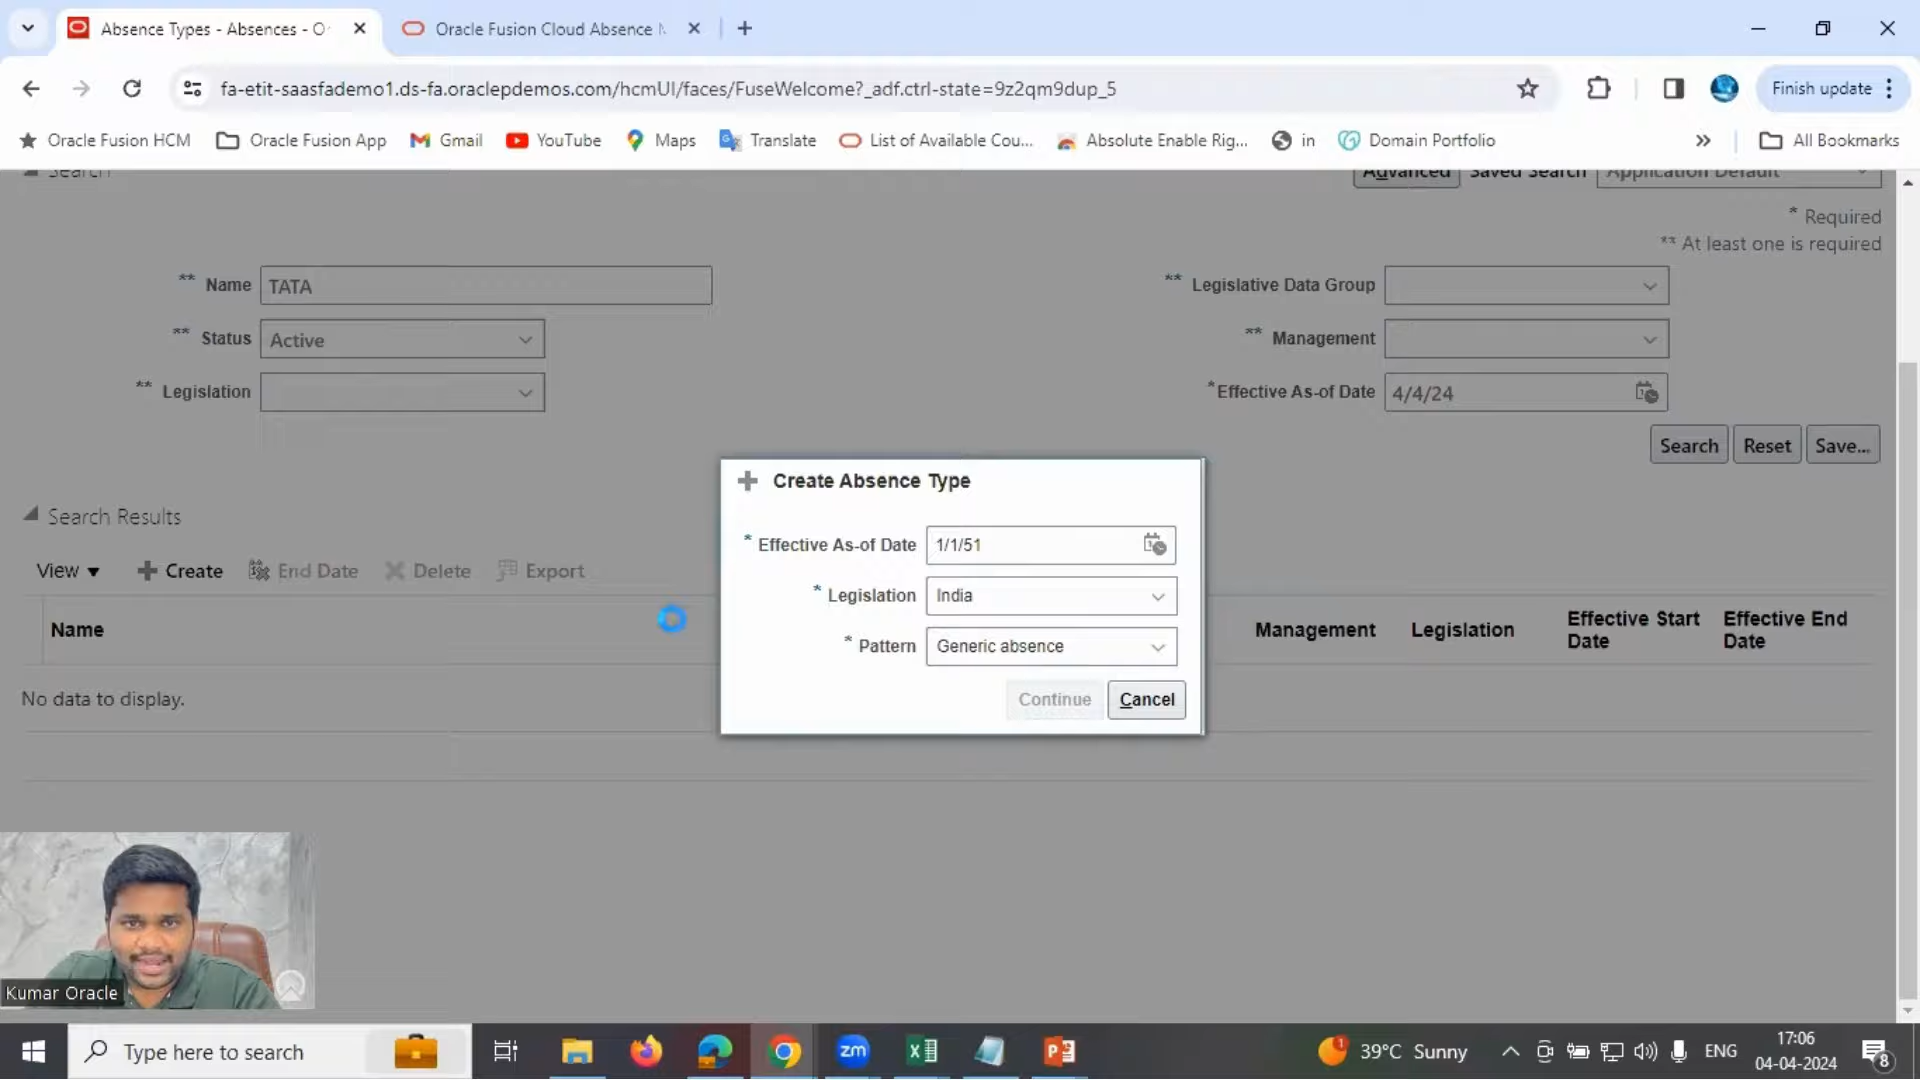 Absence Types - Absences - O
Oracle Fusion Cloud Absence
fa-etit-saasfademo1.ds-fa.oraclepdemos.com/hcmUI/faces/FuseWelcome?_adf.ctrl-state=9z2qm9dup_5
Finish update
Oracle Fusion HCM
Oracle Fusion App
Gmail
YouTube
Maps
Translate
List of Available Cou...
Absolute Enable Rig...
in
Domain Portfolio
»
All Bookmarks
Search
Advanced Saved Search Application Default
* Required
** At least one is required
** Name TATA
** Legislative Data Group
** Status Active
** Management
** Legislation
* Effective As-of Date 4/4/24
Search Reset Save...
Create Absence Type
* Effective As-of Date 1/1/51
* Legislation India
* Pattern Generic absence
Continue Cancel
Search Results
View Create End Date Delete Export
Name Management Legislation Effective Start Date Effective End Date
No data to display.
Kumar Oracle
Type here to search
zm
1
39°C Sunny
ENG
17:06
04-04-2024
8